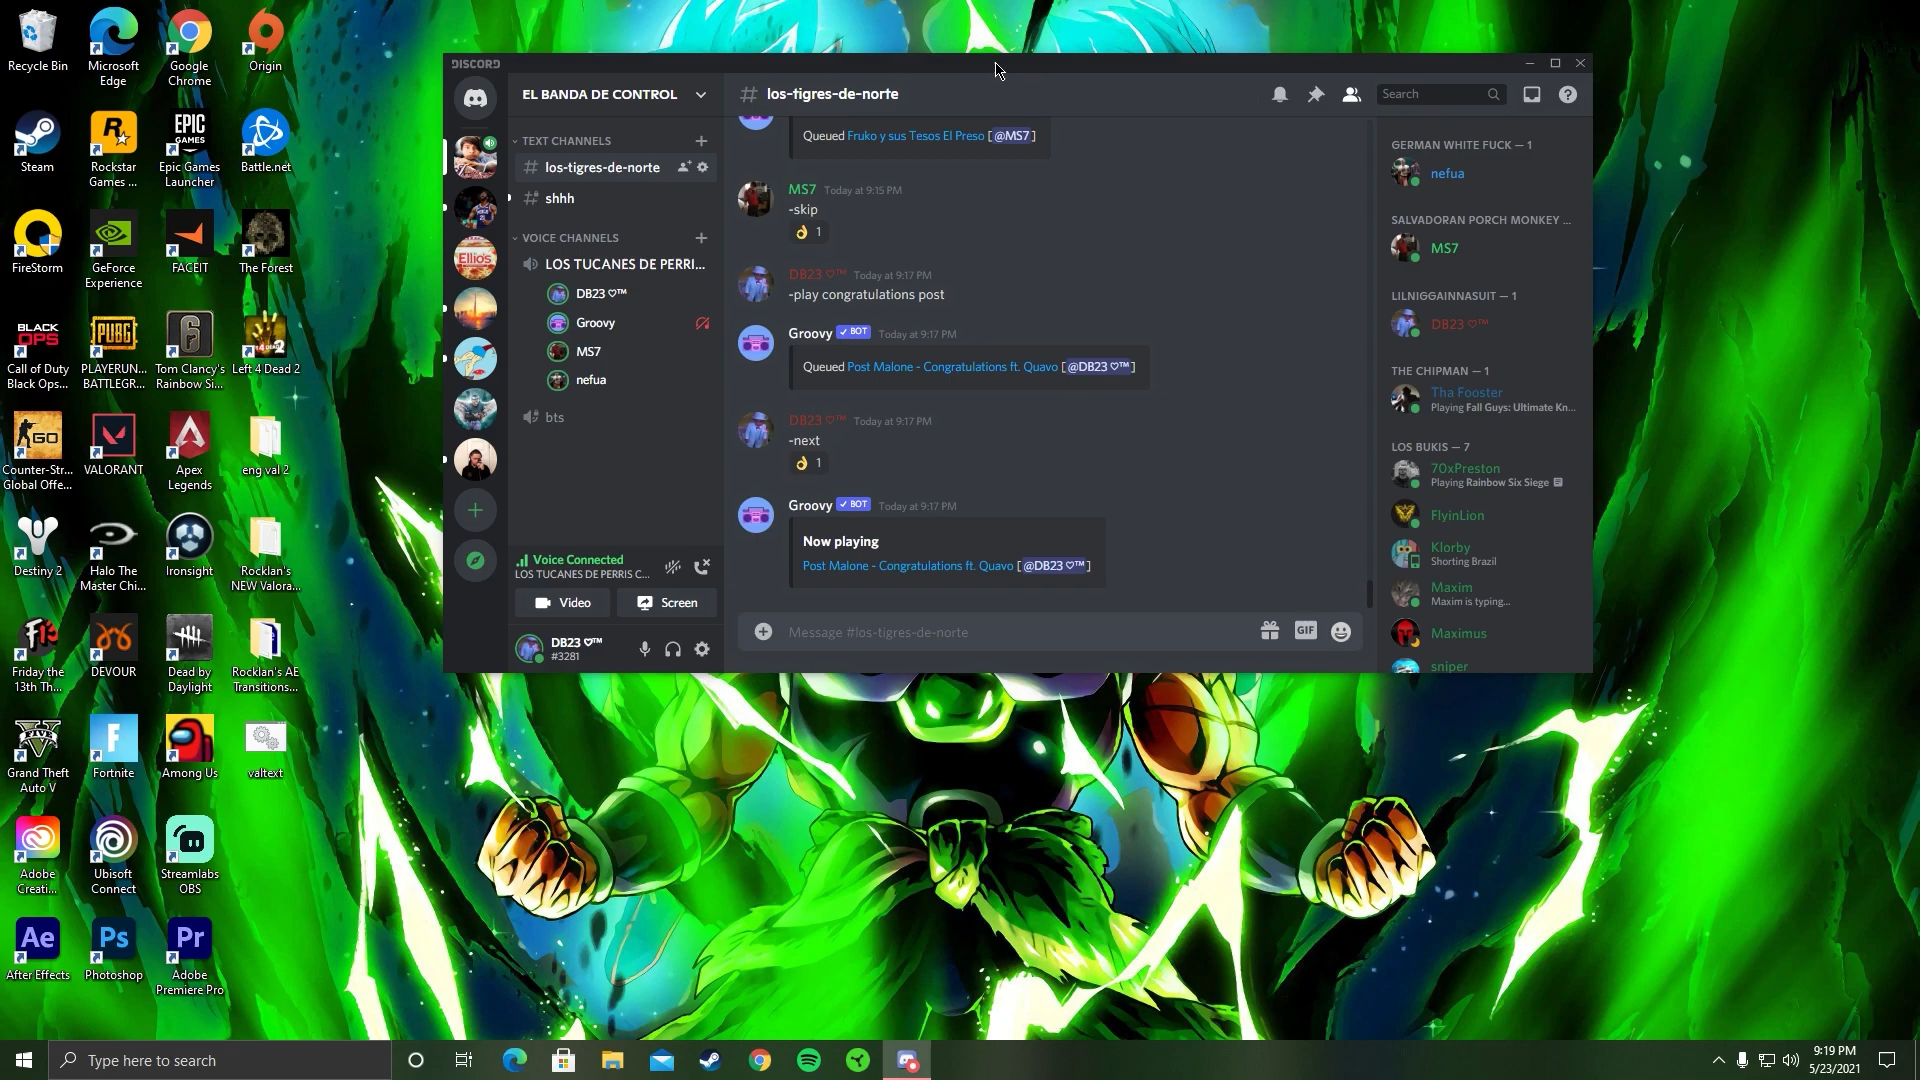 Recycle Bin
Microsoft Edge
Google Chrome
Origin
Steam
Rockstar Games ...
Epic Games Launcher
Battle.net
FireStorm
GeForce Experience
FACEIT
The Forest
Call of Duty Black Ops...
PLAYERUN... BATTLEGR...
Tom Clancy's Rainbow Si...
Left 4 Dead 2
Counter-Str... Global Offe...
VALORANT
Apex Legends
eng val 2
Destiny 2
Halo The Master Chi...
Ironsight
Rocklan's NEW Valora...
Friday the 13th Th...
DEVOUR
Dead by Daylight
Rocklan's AE Transitions...
Grand Theft Auto V
Fortnite
Among Us
valtext
Adobe Creati...
Ubisoft Connect
Streamlabs OBS
After Effects
Photoshop
Adobe Premiere Pro
DISCORD
EL BANDA DE CONTROL
TEXT CHANNELS
los-tigres-de-norte
shhh
VOICE CHANNELS
LOS TUCANES DE PERRI...
DB23 ♡™
Groovy
MS7
nefua
bts
Voice Connected
LOS TUCANES DE PERRIS C...
Video
Screen
DB23 ♡™
#3281
# los-tigres-de-norte
Search
Queued Fruko y sus Tesos El Preso [@MS7]
MS7 Today at 9:15 PM
-skip
👌 1
DB23 ♡™ Today at 9:17 PM
-play congratulations post
Groovy ✓ BOT Today at 9:17 PM
Queued Post Malone - Congratulations ft. Quavo [@DB23 ♡™]
DB23 ♡™ Today at 9:17 PM
-next
👌 1
Groovy ✓ BOT Today at 9:17 PM
Now playing
Post Malone - Congratulations ft. Quavo [@DB23 ♡™]
Message #los-tigres-de-norte
GIF
GERMAN WHITE FUCK — 1
nefua
SALVADORAN PORCH MONKEY ...
MS7
LILNIGGAINNASUIT — 1
DB23 ♡™
THE CHIPMAN — 1
Tha Fooster
Playing Fall Guys: Ultimate Kn...
LOS BUKIS — 7
70xPreston
Playing Rainbow Six Siege
FlyinLion
Klorby
Shorting Brazil
Maxim
Maxim is typing...
Maximus
sniper
Type here to search
9:19 PM
5/23/2021